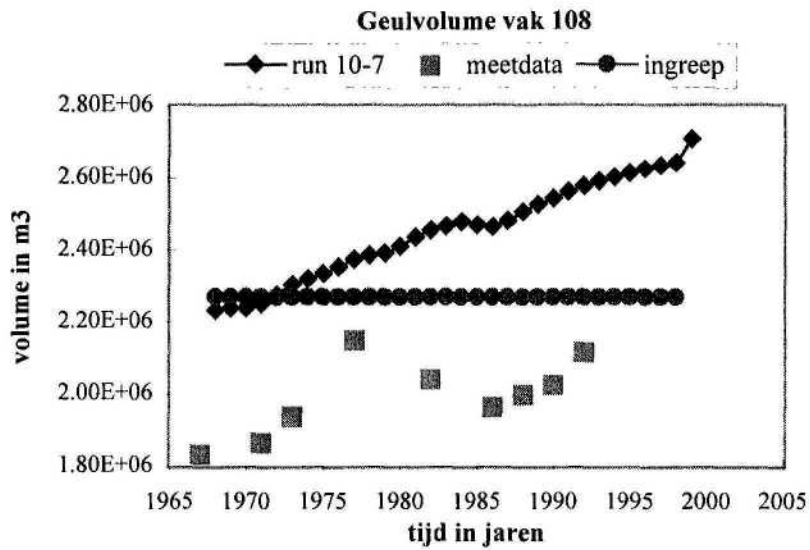 Geulvolume vak 108
run 10-7 meetdata ingreep
2.80E+06
2.60E+06
2.40E+06
2.20E+06
2.00E+06
1.80E+06
volume in m3
1965 1970 1975 1980 1985 1990 1995 2000 2005
tijd in jaren